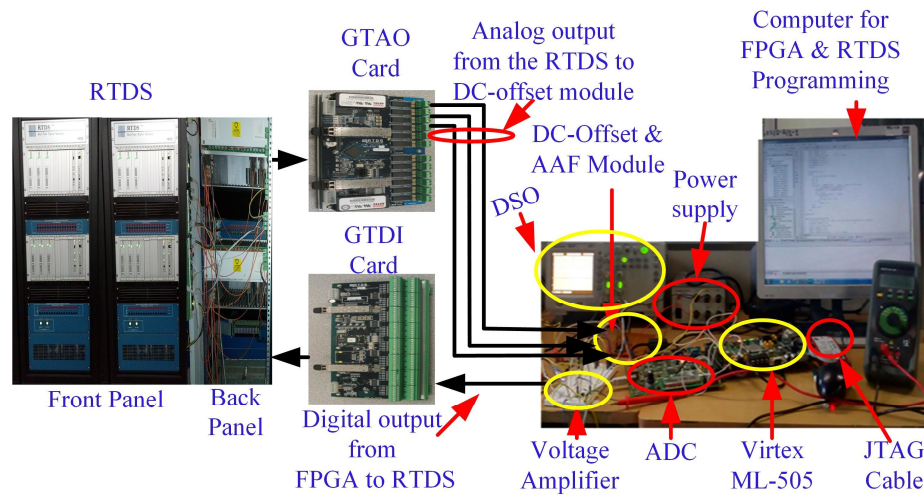 RTDS
GTAO
Card
Analog output
from the RTDS to
DC-offset module
Computer for
FPGA & RTDS
Programming
DC-Offset &
AAF Module
DSO
Power
supply
GTDI
Card
Front Panel
Back
Panel
Digital output
from
FPGA to RTDS
Voltage
Amplifier
ADC
Virtex
ML-505
JTAG
Cable
RTDS
RTDS